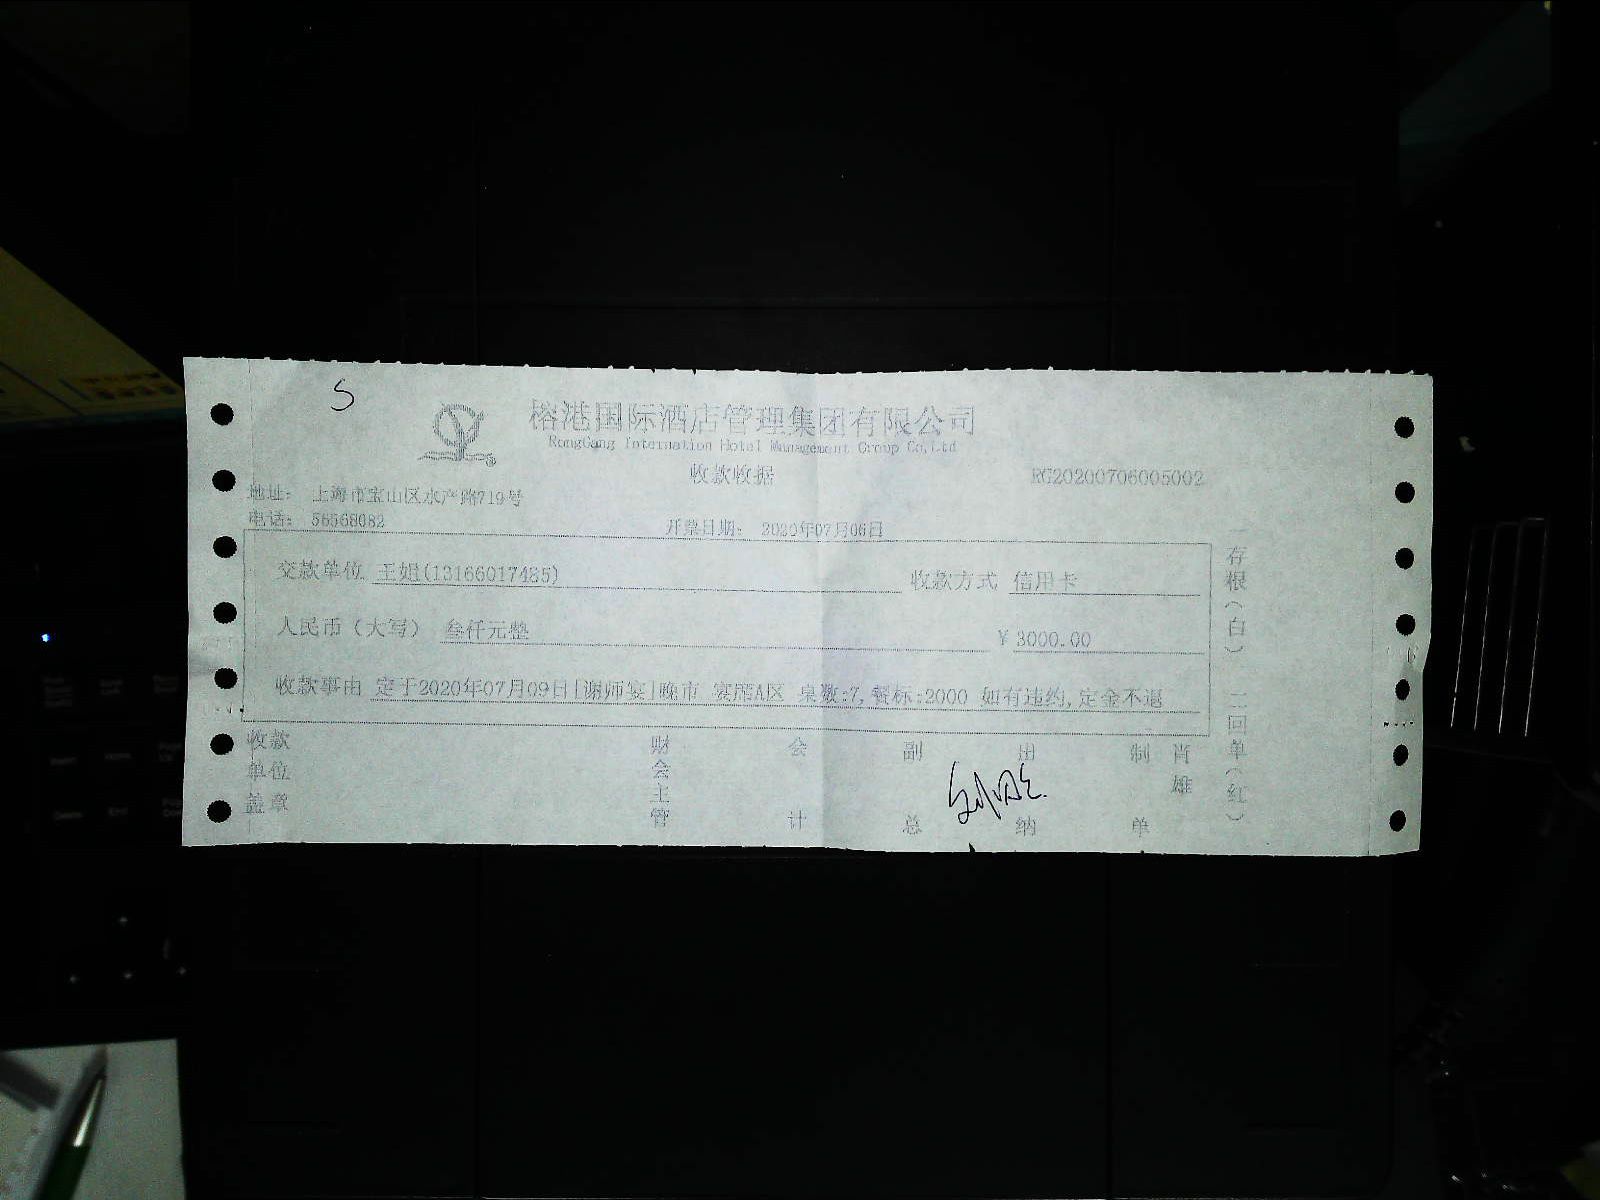 S
榕港国际酒店管理集团有限公司
RongGang Internation Hotel Management Group Co,Ltd
收款收据
RG20200706005002
地址： 上海市宝山区水产路719号
电话： 56568082
开票日期： 2020年07月06日
交款单位 王姐(13166017485) 收款方式 信用卡
人民币（大写） 叁仟元整 ￥ 3000.00
收款事由 定于2020年07月09日|谢师宴|晚市 宴席A区 桌数:7,餐标:2000 如有违约,定金不退
收款单位盖章 财会主管 会计 副总 出纳 制单 肖雄
存根（白） 二回单（红）